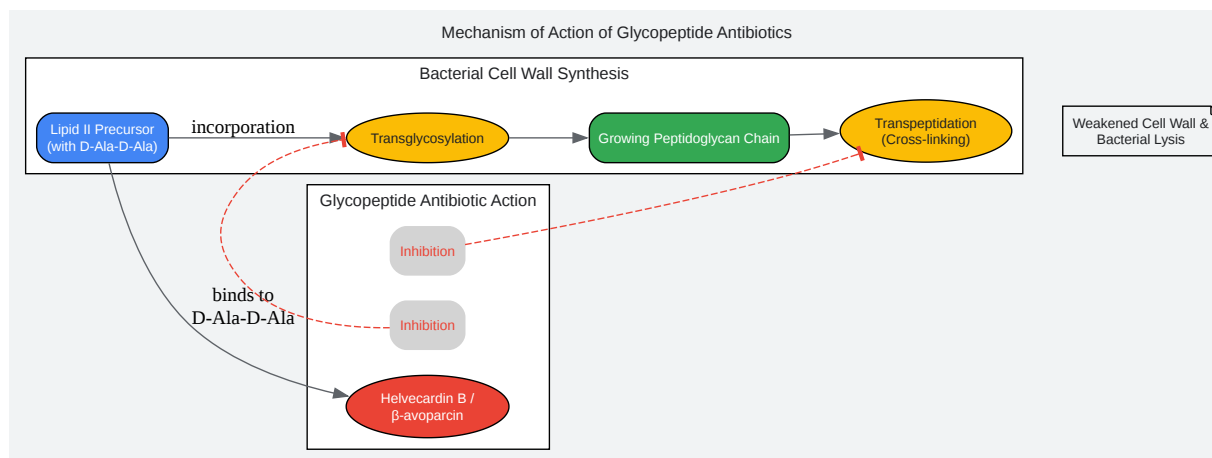 Mechanism of Action of Glycopeptide Antibiotics
Bacterial Cell Wall Synthesis
Lipid II Precursor
(with D-Ala-D-Ala)
incorporation
Transglycosylation
Growing Peptidoglycan Chain
Transpeptidation
(Cross-linking)
Weakened Cell Wall &
Bacterial Lysis
Glycopeptide Antibiotic Action
Inhibition
binds to
D-Ala-D-Ala
Inhibition
Helvecardin B /
β-avoparcin